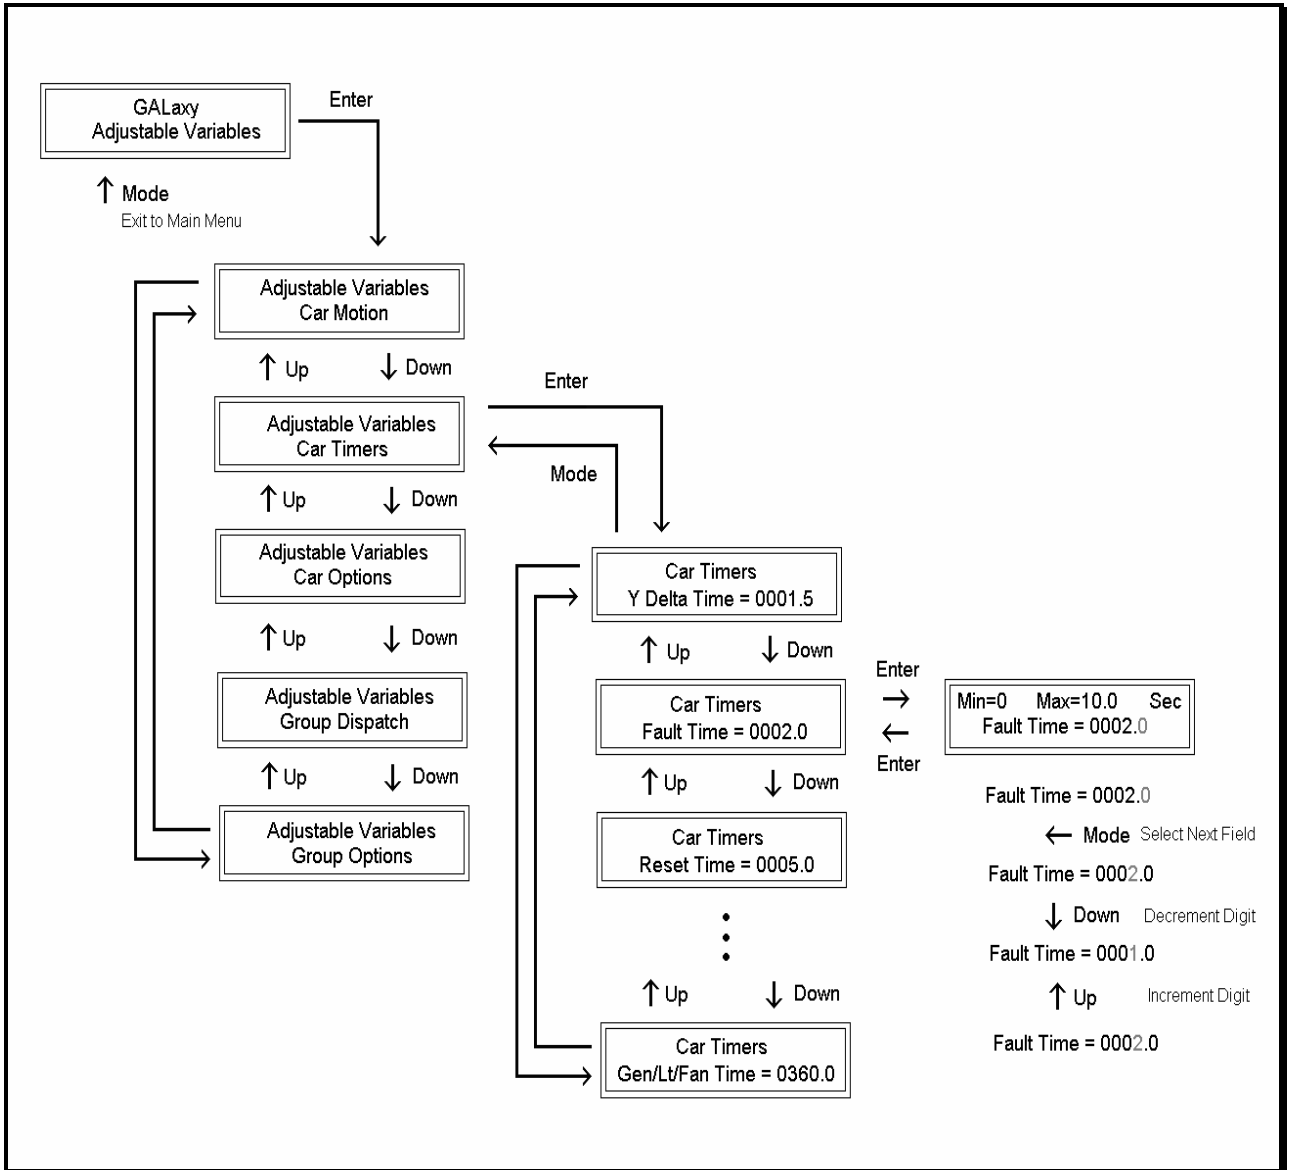 GALaxy
Adjustable Variables
Enter
Mode
Exit to Main Menu
Adjustable Variables
Car Motion
Up
Down
Adjustable Variables
Car Timers
Enter
Mode
Up
Down
Adjustable Variables
Car Options
Up
Down
Adjustable Variables
Group Dispatch
Up
Down
Adjustable Variables
Group Options
Car Timers
Y Delta Time = 0001.5
Up
Down
Car Timers
Fault Time = 0002.0
Enter
Enter
Min=0 Max=10.0 Sec
Fault Time = 0002.0
Up
Down
Car Timers
Reset Time = 0005.0
Up
Down
Car Timers
Gen/Lt/Fan Time = 0360.0
Fault Time = 0002.0
Mode Select Next Field
Fault Time = 0002.0
Down Decrement Digit
Fault Time = 0001.0
Up Increment Digit
Fault Time = 0002.0